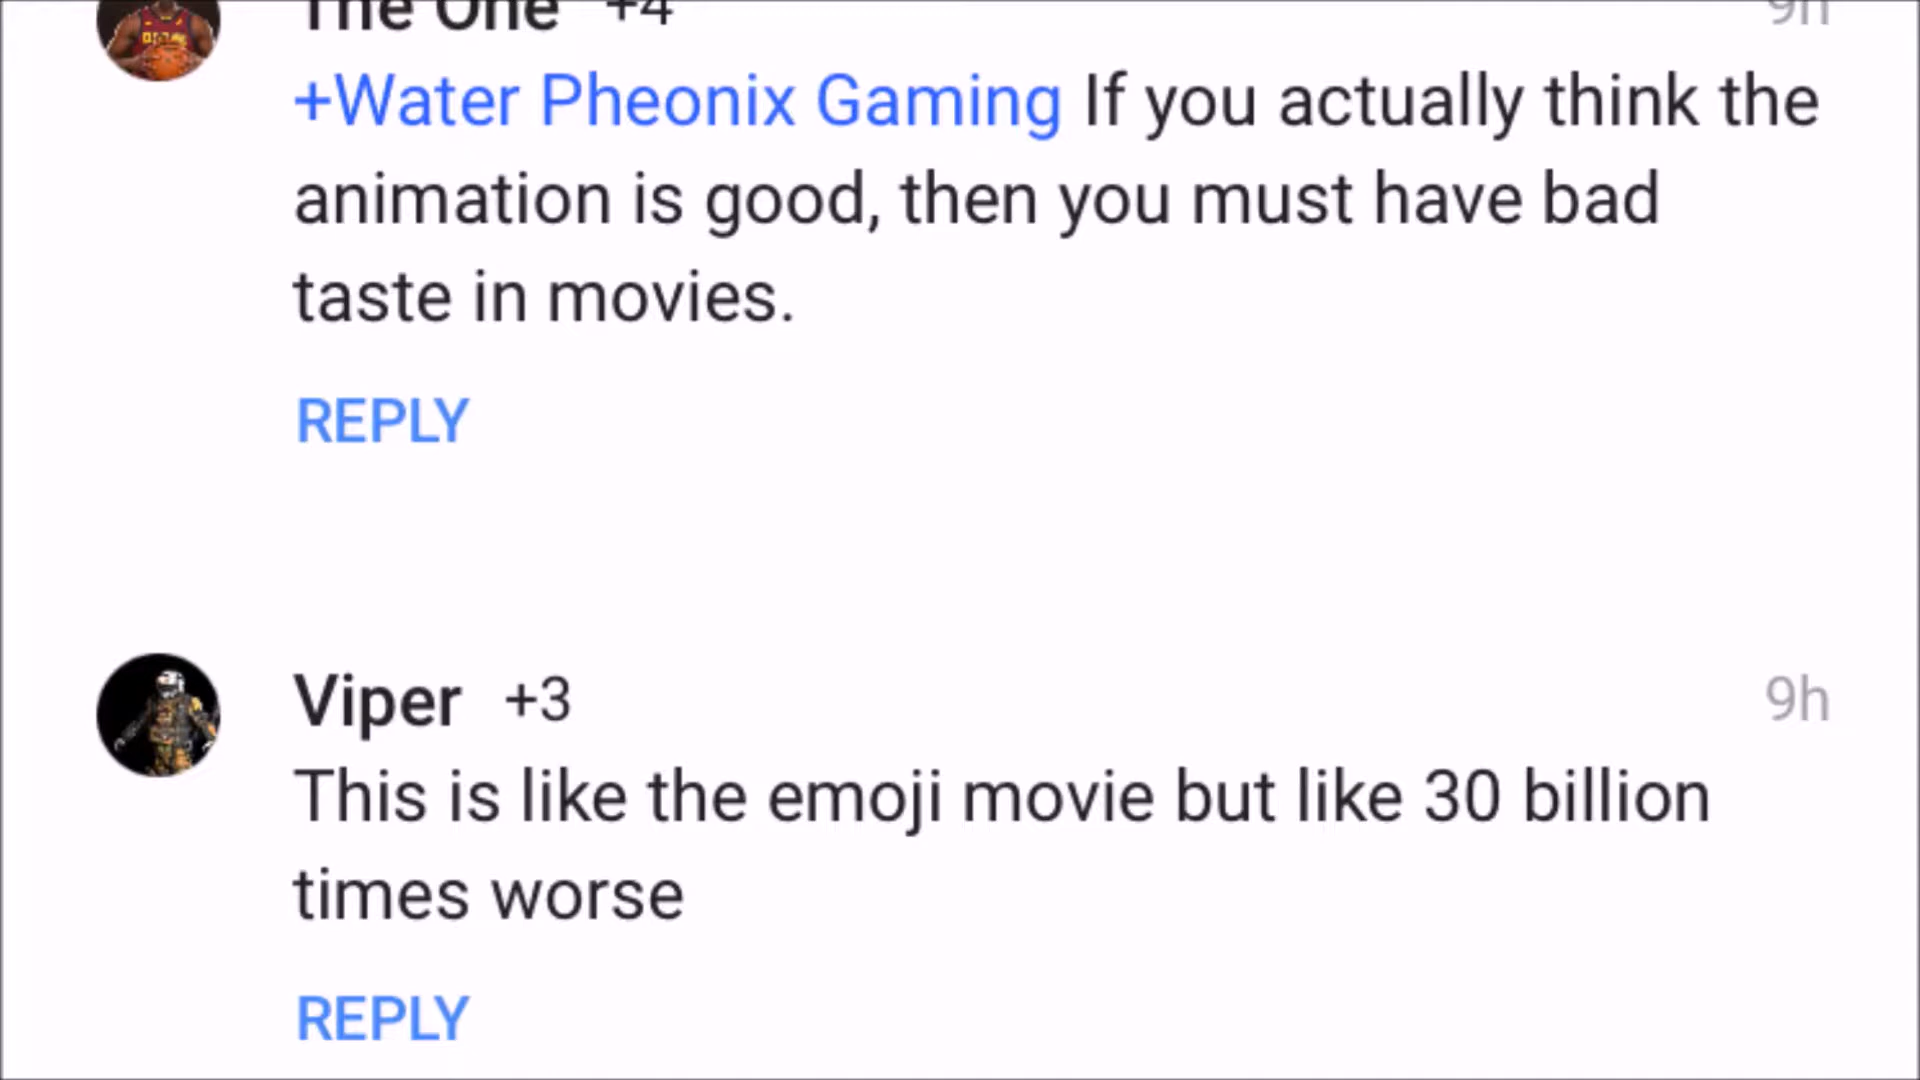 The One +4 9h
+Water Pheonix Gaming If you actually think the
animation is good, then you must have bad
taste in movies.
REPLY
Viper +3 9h
This is like the emoji movie but like 30 billion
times worse
REPLY